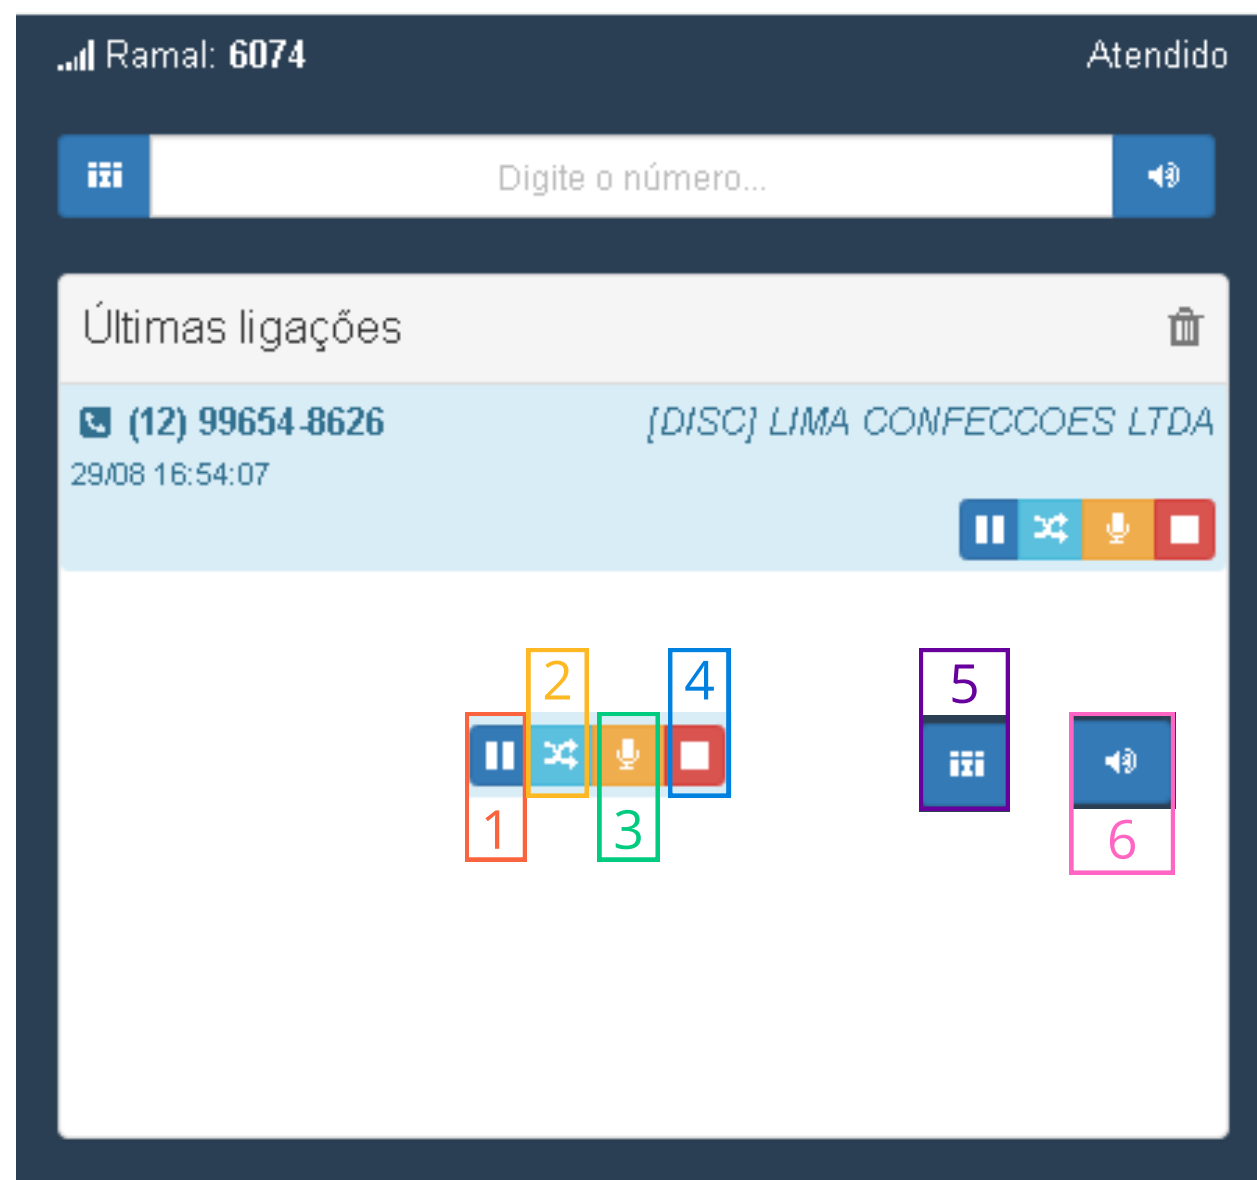 Ramal: 6074
Atendido
Digite o número...
Últimas ligações
(12) 99654-8626
[DISC] LIMA CONFECCOES LTDA
29/08 16:54:07
2
4
5
1
3
6